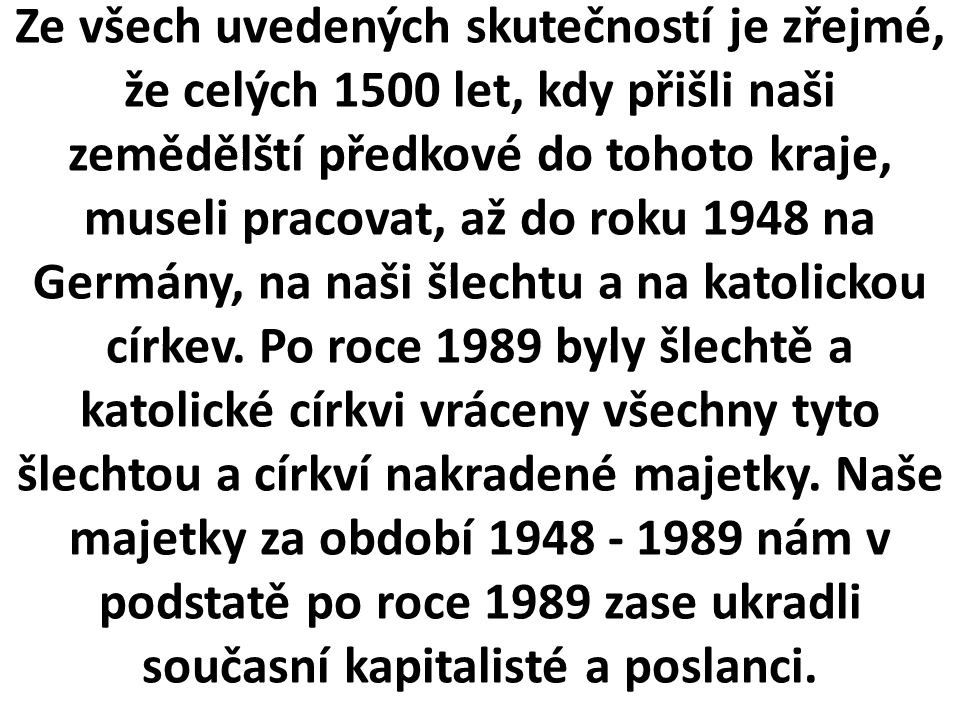 Ze všech uvedených skutečností je zřejmé,
že celých 1500 let, kdy přišli naši
zemědělští předkové do tohoto kraje,
museli pracovat, až do roku 1948 na
Germány, na naši šlechtu a na katolickou
církev. Po roce 1989 byly šlechtě a
katolické církvi vráceny všechny tyto
šlechtou a církví nakradené majetky. Naše
majetky za období 1948 - 1989 nám v
podstatě po roce 1989 zase ukradli
současní kapitalisté a poslanci.